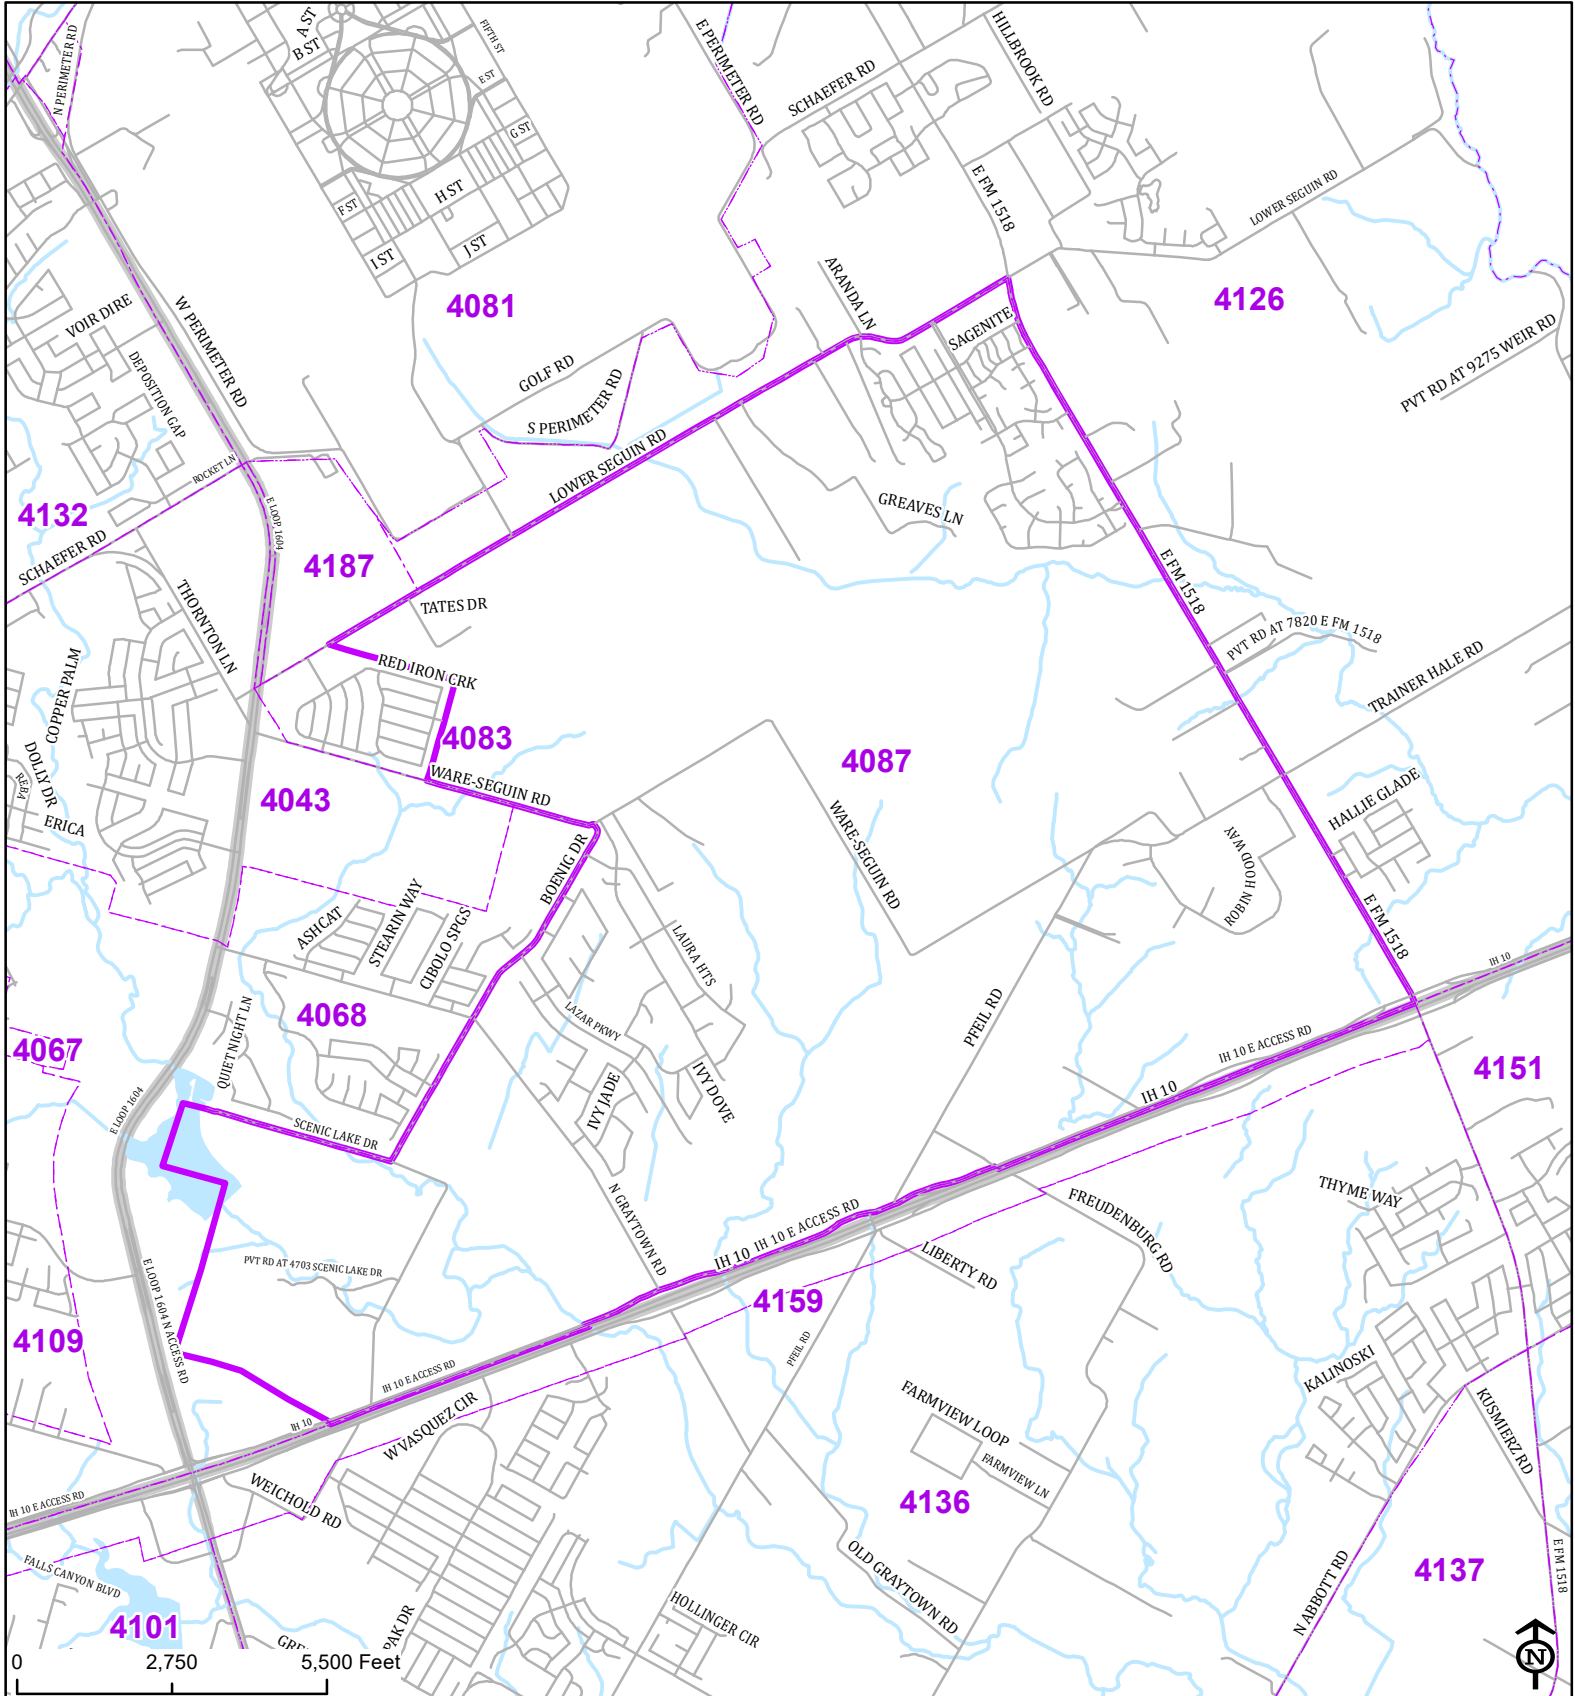 N PERIMETER RD
A ST
B ST
FIFTH ST
E ST
G ST
H ST
F ST
J ST
I ST
E PERIMETER RD
SCHAEFER RD
HILLBROOK RD
E FM 1518
LOWER SEGUIN RD
4081
4126
ARANDA LN
SAGENITE
PVT RD AT 9275 WEIR RD
VOIR DIRE
W PERIMETER RD
DEPOSITION GAP
GOLF RD
S PERIMETER RD
LOWER SEGUIN RD
ROCKET LN
4132
E LOOP 1604
GREAVES LN
SCHAEFER RD
4187
E FM 1518
THORNTON LN
TATES DR
PVT RD AT 7820 E FM 1518
COPPER PALM
RED IRON CRK
TRAINER HALE RD
4083
4087
DOLLY DR
REBA
ERICA
4043
WARE-SEGUIN RD
WARE-SEGUIN RD
HALLIE GLADE
ROBIN HOOD WAY
BOENIG DR
ASHCAT
STEARIN WAY
CIBOLO SPGS
LAURA HTS
E FM 1518
IH 10
4068
LAZAR PKWY
PFEIL RD
QUIET NIGHT LN
4067
IH 10 E ACCESS RD
4151
IVY JADE
IVY DOVE
IH 10
E LOOP 1604
SCENIC LAKE DR
N GRAYTOWN RD
THYME WAY
FREUDENBURG RD
IH 10 E ACCESS RD
IH 10
LIBERTY RD
PVT RD AT 4703 SCENIC LAKE DR
4159
E LOOP 1604 N ACCESS RD
4109
PFEIL RD
KALINOSKI
IH 10 E ACCESS RD
FARMVIEW LOOP
KUSMIERZ RD
IH 10
W VASQUEZ CIR
FARMVIEW LN
4136
WEICHOLD RD
IH 10 E ACCESS RD
OLD GRAYTOWN RD
E FM 1518
FALLS CANYON BLVD
4137
N ABBOTT RD
4101
HOLLINGER CIR
PAK DR
GRE
N
0 2,750 5,500 Feet